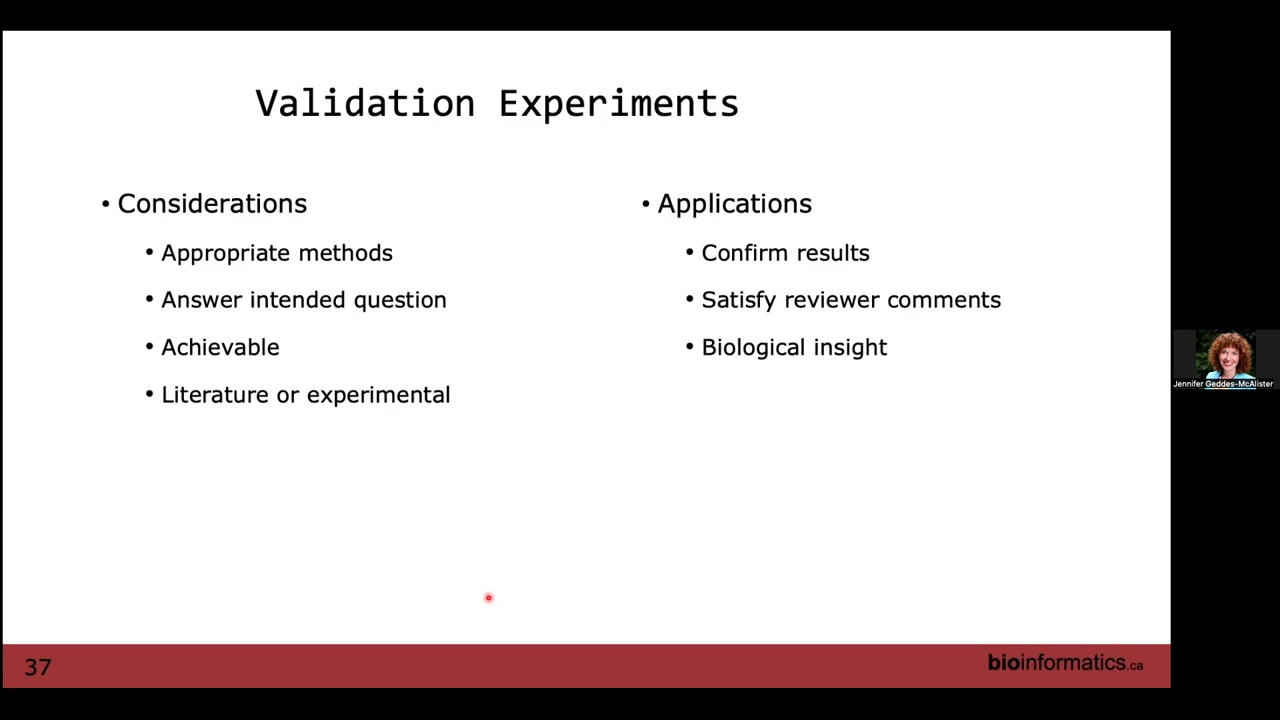 Validation Experiments
• Considerations
• Appropriate methods
• Answer intended question
• Achievable
• Literature or experimental
• Applications
• Confirm results
• Satisfy reviewer comments
• Biological insight
Jennifer Geddes-McAlister
37
bioinformatics.ca